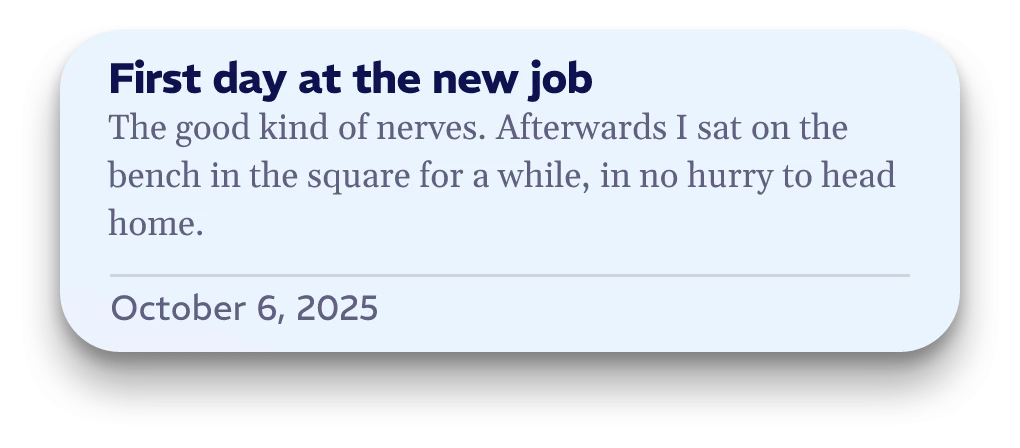 First day at the new job
The good kind of nerves. Afterwards I sat on the
bench in the square for a while, in no hurry to head
home.
October 6, 2025